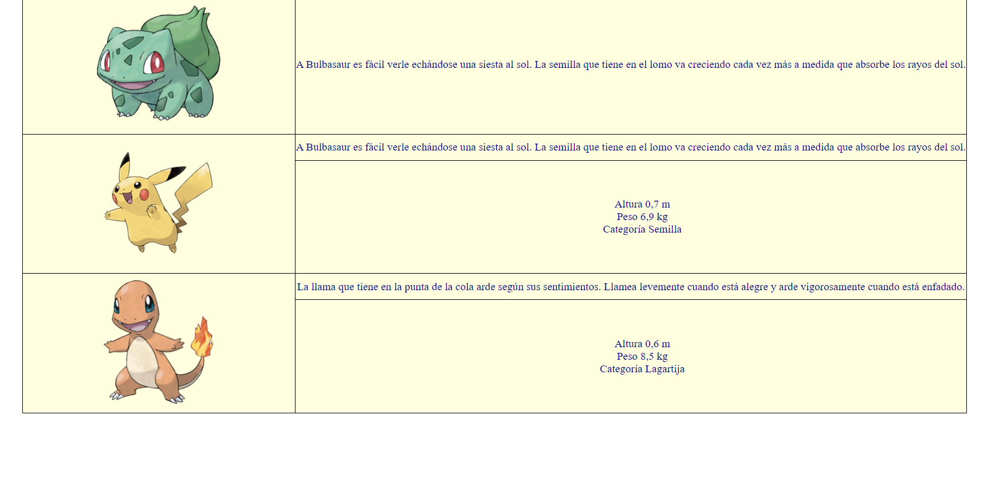 A Bulbasaur es fácil verle echándose una siesta al sol. La semilla que tiene en el lomo va creciendo cada vez más a medida que absorbe los rayos del sol.
A Bulbasaur es fácil verle echándose una siesta al sol. La semilla que tiene en el lomo va creciendo cada vez más a medida que absorbe los rayos del sol.
Altura 0,7 m
Peso 6,9 kg
Categoría Semilla
La llama que tiene en la punta de la cola arde según sus sentimientos. Llamea levemente cuando está alegre y arde vigorosamente cuando está enfadado.
Altura 0,6 m
Peso 8,5 kg
Categoría Lagartija